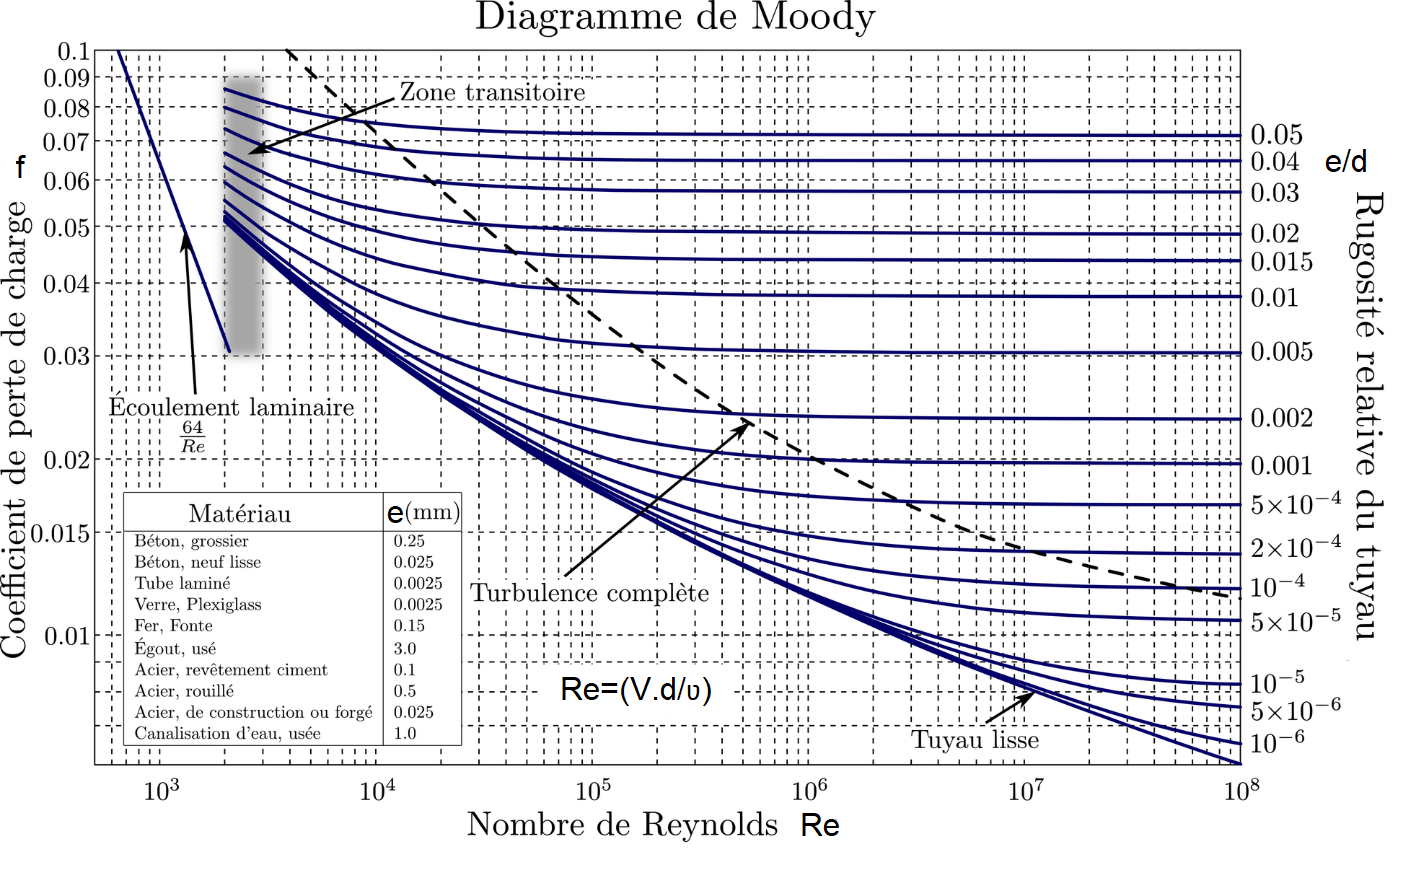 Diagramme de Moody
0.1
0.09
0.08
0.07
0.06
0.05
0.04
0.03
0.02
0.015
0.01
f
Coefficient de perte de charge
Zone transitoire
Écoulement laminaire
64
Re
Matériau e(mm)
Béton, grossier 0.25
Béton, neuf lisse 0.025
Tube laminé 0.0025
Verre, Plexiglass 0.0025
Fer, Fonte 0.15
Égout, usé 3.0
Acier, revêtement ciment 0.1
Acier, rouillé 0.5
Acier, de construction ou forgé 0.025
Canalisation d'eau, usée 1.0
Turbulence complète
Re=(V.d/υ)
Tuyau lisse
0.05
0.04
0.03
0.02
0.015
0.01
0.005
0.002
0.001
5×10⁻⁴
2×10⁻⁴
10⁻⁴
5×10⁻⁵
10⁻⁵
5×10⁻⁶
10⁻⁶
e/d
Rugosité relative du tuyau
10³ 10⁴ 10⁵ 10⁶ 10⁷ 10⁸
Nombre de Reynolds Re